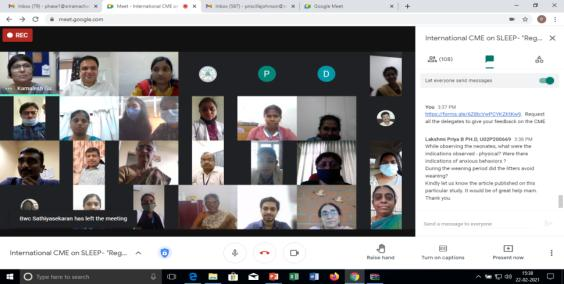 Inbox (79) - phase1@sriramacha
Meet - International CME on
Inbox (587) - priscillajohnson@
Google Meet
meet.google.com
REC
International CME on SLEEP- "Reg...
(108)
Let everyone send messages
P
D
You 3:37 PM
Request
all the delegates to give your feedback on the CME
Lakshmi Priya B PH.D, U02P200669 3:38 PM
While observing the neonates, what were the
indications observed - physical? Were there
indications of anxious behaviors ?
During the weaning period did the litters avoid
weaning?
Kindly let us know the article published on this
particular study. It would be of great help mam.
Thank you
Bwc Sathiyasekaran has left the meeting
Send a message to everyone
International CME on SLEEP- "Reg...
Raise hand
Turn on captions
Present now
Type here to search
15:38
22-02-2021